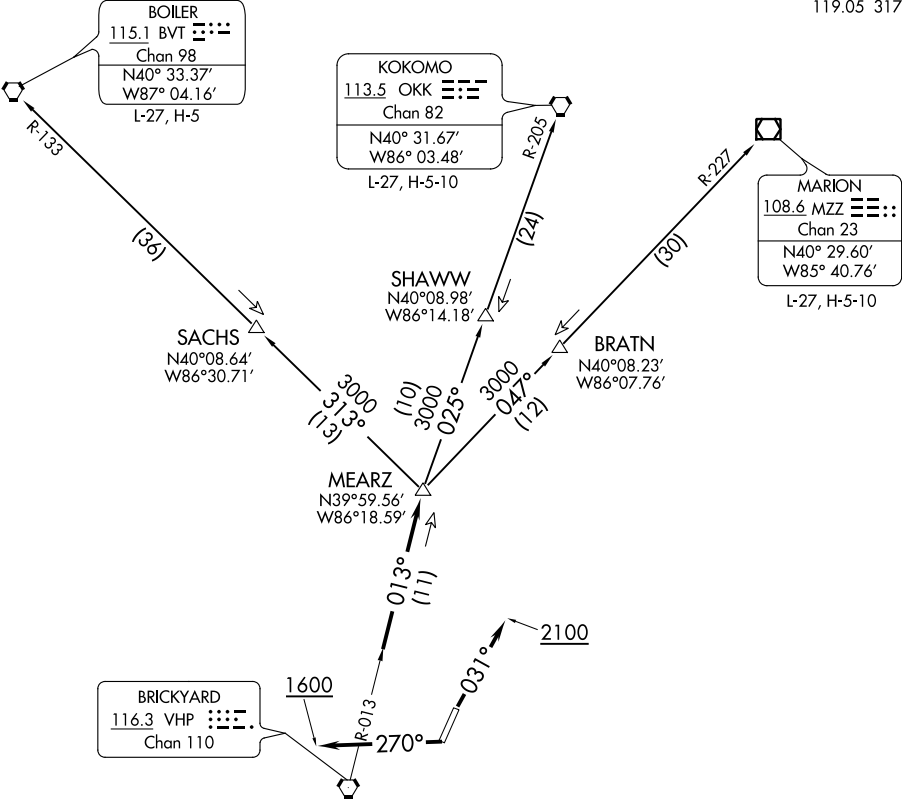 119.05 317
BOILER
115.1 BVT
Chan 98
N40° 33.37′
W87° 04.16′
L-27, H-5
KOKOMO
113.5 OKK
Chan 82
N40° 31.67′
W86° 03.48′
L-27, H-5-10
R-133
R-205
R-227
MARION
108.6 MZZ
Chan 23
N40° 29.60′
W85° 40.76′
L-27, H-5-10
(36)
(24)
(30)
SHAWW
N40°08.98′
W86°14.18′
SACHS
N40°08.64′
W86°30.71′
BRATN
N40°08.23′
W86°07.76′
3000
313°
(13)
(10)
3000
025°
3000
047°
(12)
MEARZ
N39°59.56′
W86°18.59′
013°
(11)
2100
031°
BRICKYARD
116.3 VHP
Chan 110
1600
R-013
270°